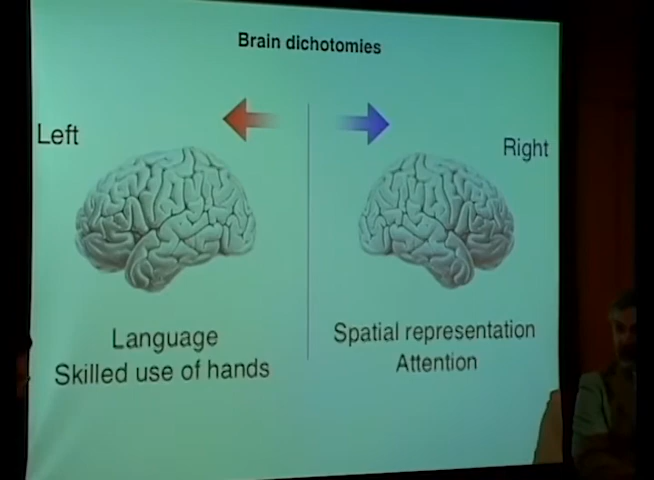 Brain dichotomies
Left
Right
Language
Skilled use of hands
Spatial representation
Attention